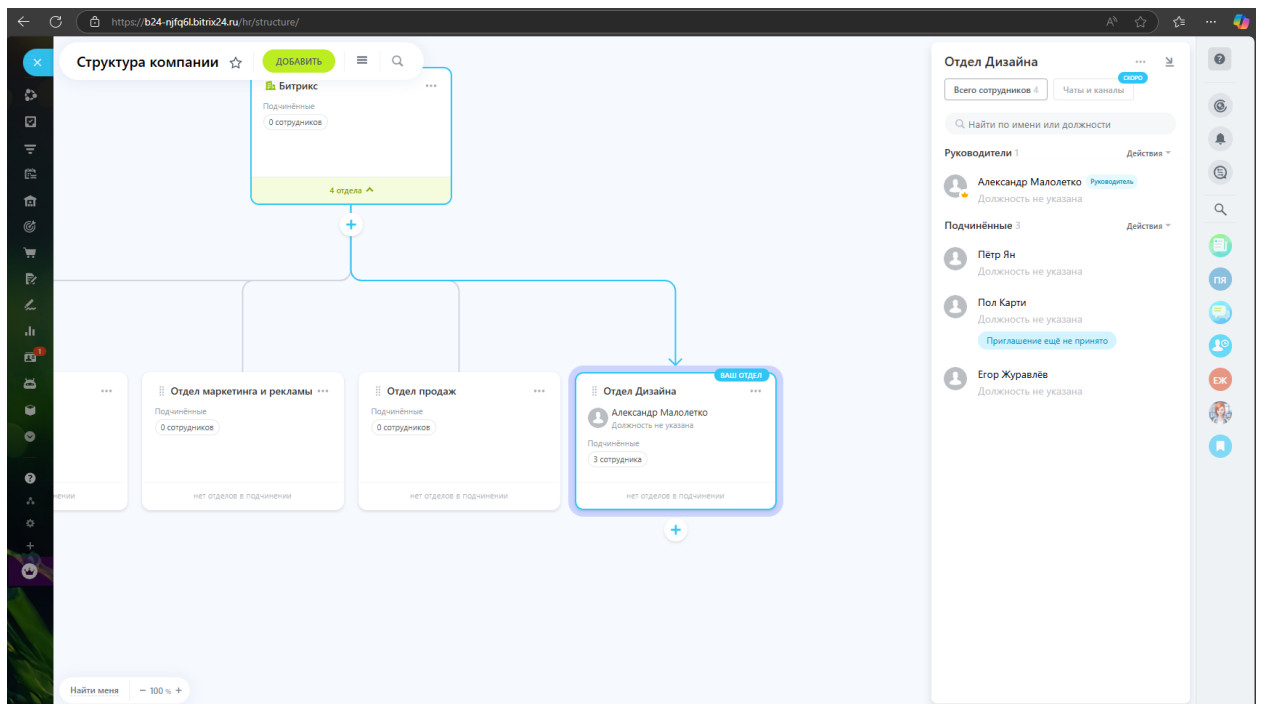 https://b24-njfq6l.bitrix24.ru/hr/structure/
Структура компании
ДОБАВИТЬ
Битрикс
Подчинённые
0 сотрудников
4 отдела
нении
Отдел маркетинга и рекламы
Подчинённые
0 сотрудников
нет отделов в подчинении
Отдел продаж
Подчинённые
0 сотрудников
нет отделов в подчинении
ВАШ ОТДЕЛ
Отдел Дизайна
Александр Малолетко
Должность не указана
Подчинённые
3 сотрудника
нет отделов в подчинении
Найти меня
− 100 % +
Отдел Дизайна
СКОРО
Всего сотрудников 4
Чаты и каналы
Найти по имени или должности
Руководители 1
Действия
Александр Малолетко Руководитель
Должность не указана
Подчинённые 3
Действия
Пётр Ян
Должность не указана
Пол Карти
Должность не указана
Приглашение ещё не принято
Егор Журавлёв
Должность не указана
1
ПЯ
ЕЖ